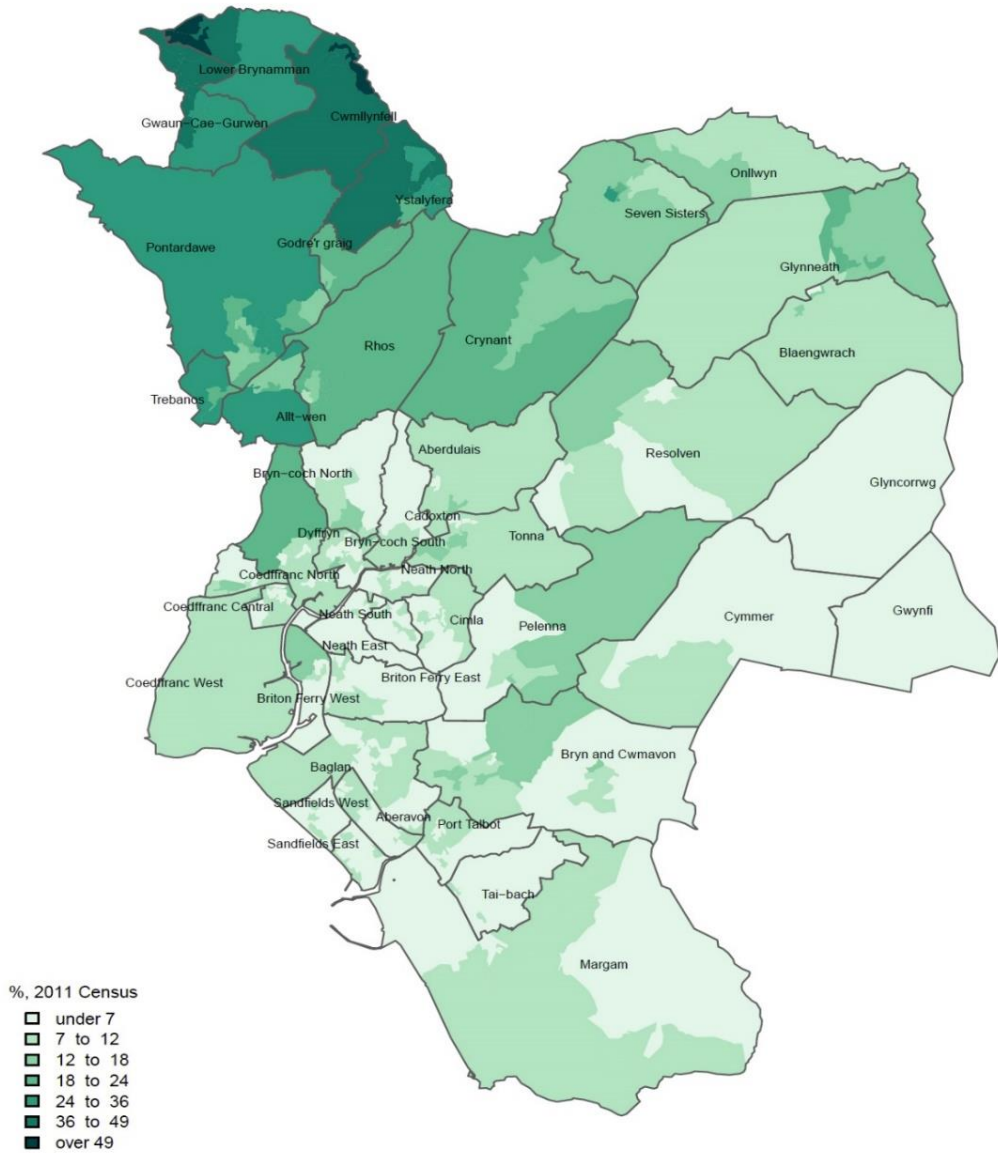 Lower Brynamman
Cwmllynfell
Gwaun-Cae-Gurwen
Onllwyn
Ystalyfera
Seven Sisters
Godre'r graig
Pontardawe
Glynneath
Rhos
Crynant
Blaengwrach
Trebanos
Allt-wen
Aberdulais
Resolven
Bryn-coch North
Glyncorrwg
Cadoxton
Dyffryn
Tonna
Bryn-coch South
Neath North
Coedffranc North
Coedffranc Central
Neath South
Cimla
Pelenna
Cymmer
Gwynfi
Neath East
Coedffranc West
Briton Ferry East
Briton Ferry West
Bryn and Cwmavon
Baglan
Sandfields West
Aberavon
Port Talbot
Sandfields East
Tai-bach
Margam
%, 2011 Census
under 7
7 to 12
12 to 18
18 to 24
24 to 36
36 to 49
over 49